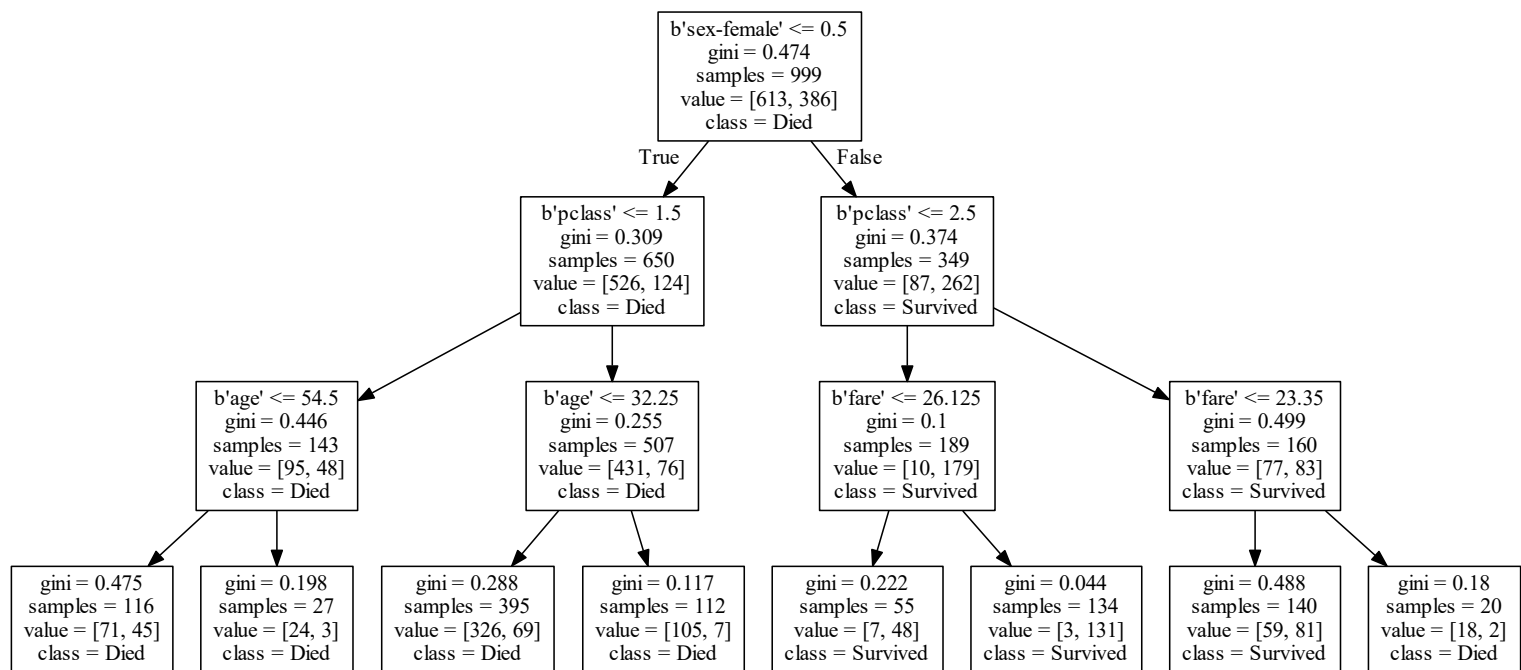 b'sex-female' <= 0.5
gini = 0.474
samples = 999
value = [613, 386]
class = Died
True
False
b'pclass' <= 1.5
gini = 0.309
samples = 650
value = [526, 124]
class = Died
b'pclass' <= 2.5
gini = 0.374
samples = 349
value = [87, 262]
class = Survived
b'age' <= 54.5
gini = 0.446
samples = 143
value = [95, 48]
class = Died
b'age' <= 32.25
gini = 0.255
samples = 507
value = [431, 76]
class = Died
b'fare' <= 26.125
gini = 0.1
samples = 189
value = [10, 179]
class = Survived
b'fare' <= 23.35
gini = 0.499
samples = 160
value = [77, 83]
class = Survived
gini = 0.475
samples = 116
value = [71, 45]
class = Died
gini = 0.198
samples = 27
value = [24, 3]
class = Died
gini = 0.288
samples = 395
value = [326, 69]
class = Died
gini = 0.117
samples = 112
value = [105, 7]
class = Died
gini = 0.222
samples = 55
value = [7, 48]
class = Survived
gini = 0.044
samples = 134
value = [3, 131]
class = Survived
gini = 0.488
samples = 140
value = [59, 81]
class = Survived
gini = 0.18
samples = 20
value = [18, 2]
class = Died